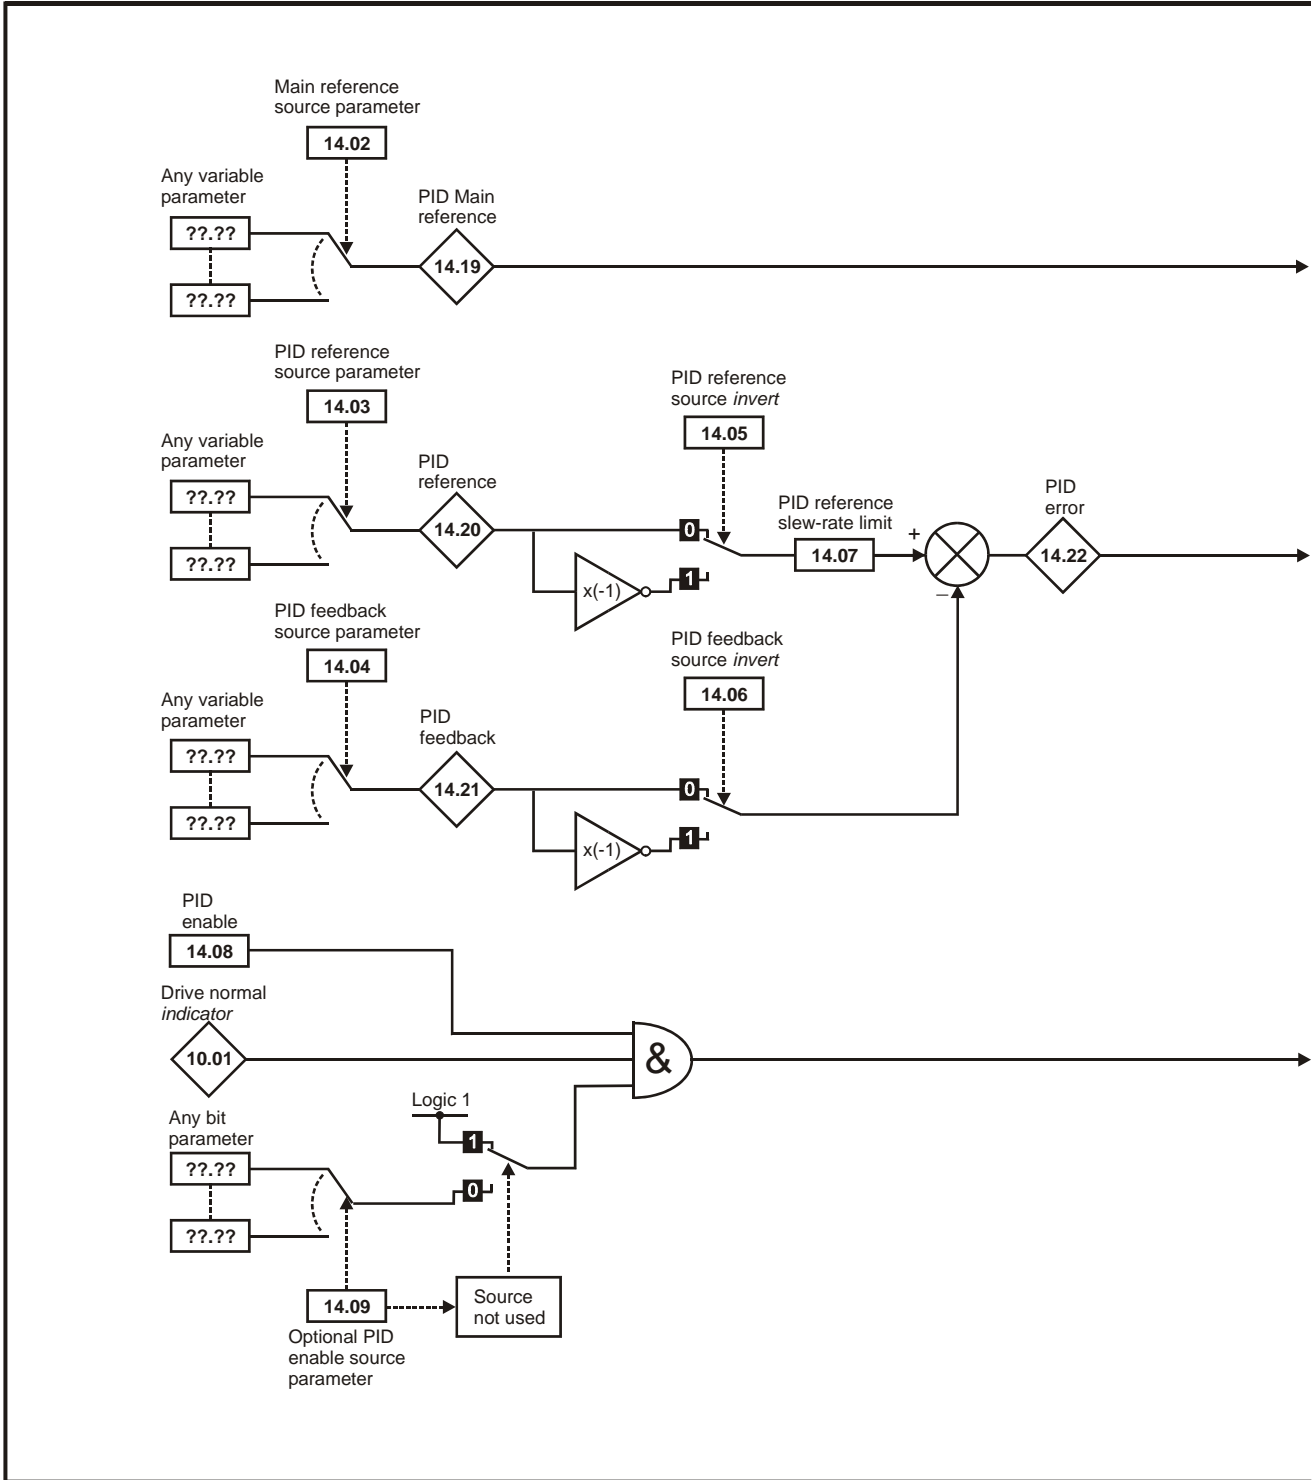 Main reference
source parameter
14.02
Any variable
parameter
??.??
??.??
PID Main
reference
14.19
PID reference
source parameter
14.03
Any variable
parameter
??.??
??.??
PID
reference
14.20
x(-1)
0
1
PID reference
source invert
14.05
PID reference
slew-rate limit
14.07
+
–
PID
error
14.22
PID feedback
source parameter
14.04
Any variable
parameter
??.??
??.??
PID
feedback
14.21
x(-1)
0
1
PID feedback
source invert
14.06
PID
enable
14.08
Drive normal
indicator
10.01
&
Logic 1
1
0
Any bit
parameter
??.??
??.??
14.09
Optional PID
enable source
parameter
Source
not used